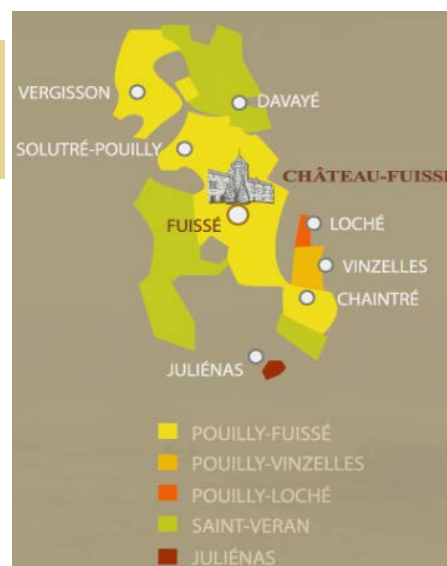 VERGISSON
DAVAYÉ
SOLUTRÉ-POUILLY
CHÂTEAU-FUISSÉ
FUISSÉ
LOCHÉ
VINZELLES
CHAINTRÉ
JULIÉNAS
POUILLY-FUISSÉ
POUILLY-VINZELLES
POUILLY-LOCHÉ
SAINT-VERAN
JULIÉNAS